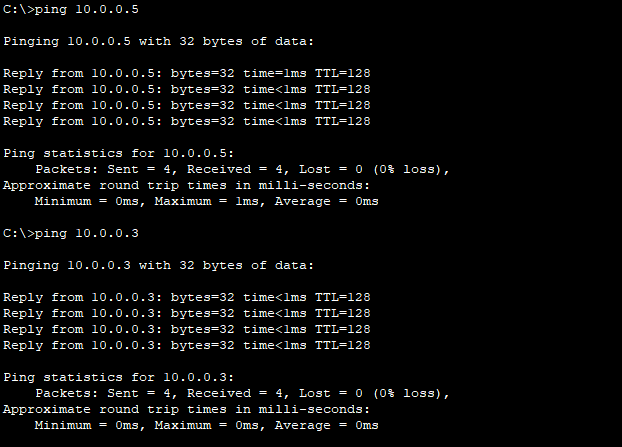 C:\>ping 10.0.0.5
Pinging 10.0.0.5 with 32 bytes of data:
Reply from 10.0.0.5: bytes=32 time=1ms TTL=128
Reply from 10.0.0.5: bytes=32 time<1ms TTL=128
Reply from 10.0.0.5: bytes=32 time<1ms TTL=128
Reply from 10.0.0.5: bytes=32 time<1ms TTL=128
Ping statistics for 10.0.0.5:
    Packets: Sent = 4, Received = 4, Lost = 0 (0% loss),
Approximate round trip times in milli-seconds:
    Minimum = 0ms, Maximum = 1ms, Average = 0ms
C:\>ping 10.0.0.3
Pinging 10.0.0.3 with 32 bytes of data:
Reply from 10.0.0.3: bytes=32 time<1ms TTL=128
Reply from 10.0.0.3: bytes=32 time<1ms TTL=128
Reply from 10.0.0.3: bytes=32 time<1ms TTL=128
Reply from 10.0.0.3: bytes=32 time<1ms TTL=128
Ping statistics for 10.0.0.3:
    Packets: Sent = 4, Received = 4, Lost = 0 (0% loss),
Approximate round trip times in milli-seconds:
    Minimum = 0ms, Maximum = 0ms, Average = 0ms